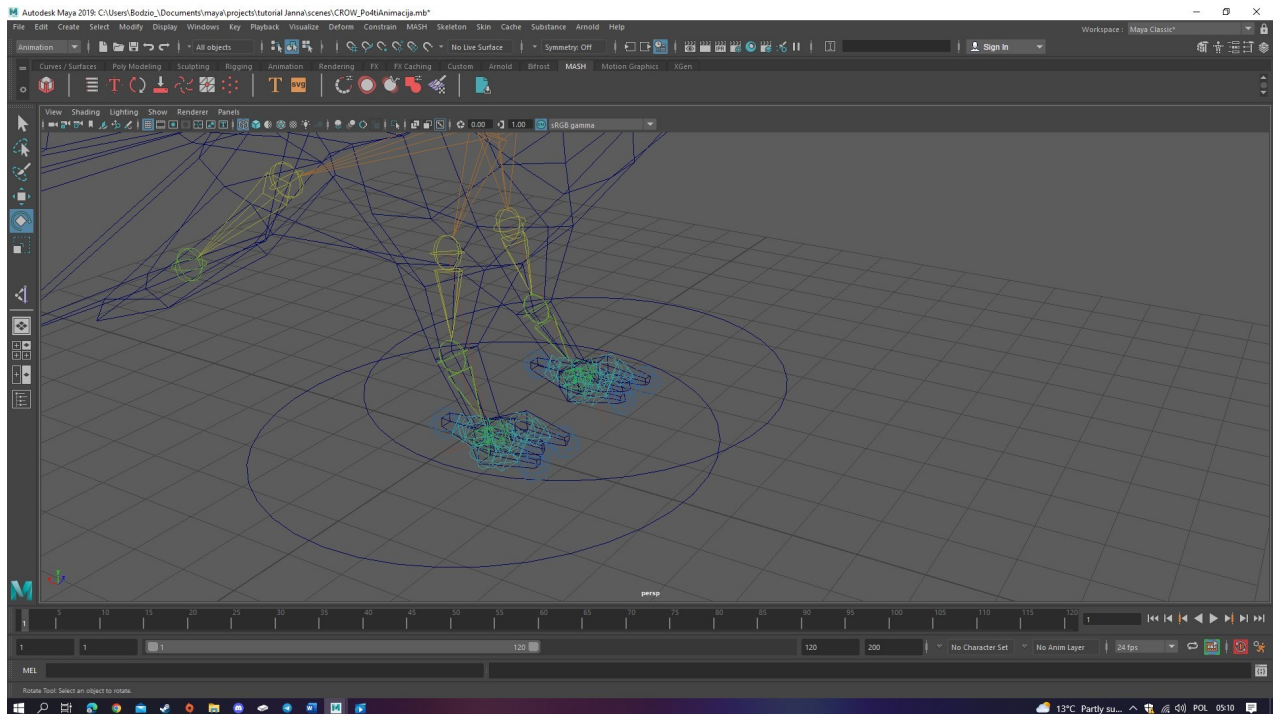 Autodesk Maya 2019: C:\Users\Bodzio_\Documents\maya\projects\tutorial Janna\scenes\CROW_Po4tiAnimacija.mb*
File Edit Create Select Modify Display Windows Key Playback Visualize Deform Constrain MASH Skeleton Skin Cache Substance Arnold Help
Workspace : Maya Classic*
Animation All objects No Live Surface Symmetry: Off Sign In
Curves / Surfaces Poly Modeling Sculpting Rigging Animation Rendering FX FX Caching Custom Arnold Bifrost MASH Motion Graphics XGen
T T SVG
View Shading Lighting Show Renderer Panels
0.00 1.00 sRGB gamma
persp
5 10 15 20 25 30 35 40 45 50 55 60 65 70 75 80 85 90 95 100 105 110 115 120
1 1
1 1 1 120 120 200 No Character Set No Anim Layer 24 fps
MEL
Rotate Tool: Select an object to rotate.
13°C Partly su... POL 05:10